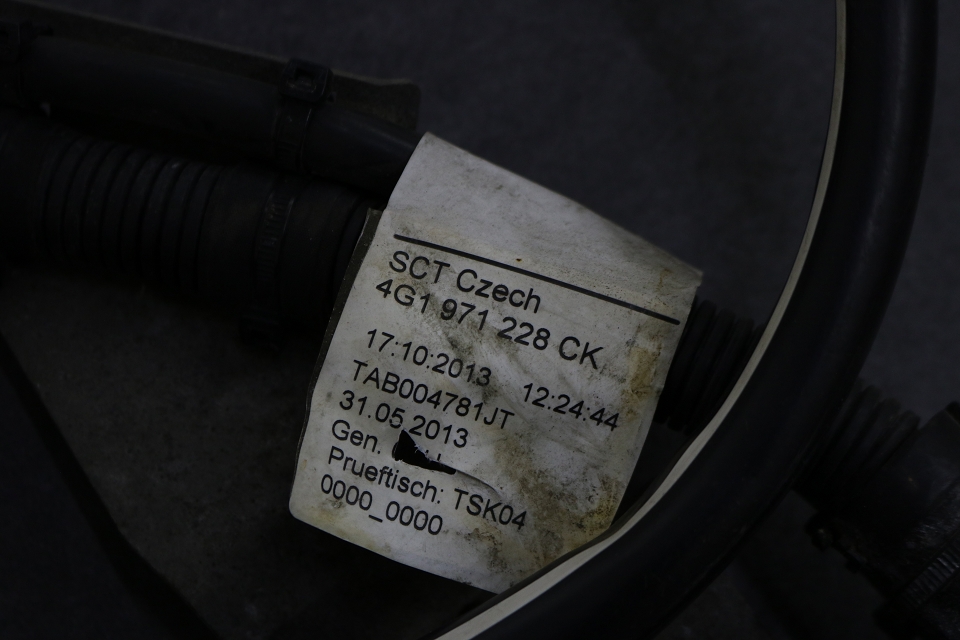 SCT Czech
4G1 971 228 CK
17:10:2013 12:24:44
TAB004781JT
31.05.2013
Gen.
Prueftisch: TSK04
0000_0000